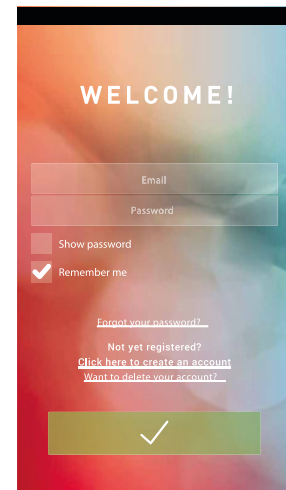 WELCOME!
Email
Password
Show password
Remember me
Forgot your password?
Not yet registered?
Click here to create an account
Want to delete your account?